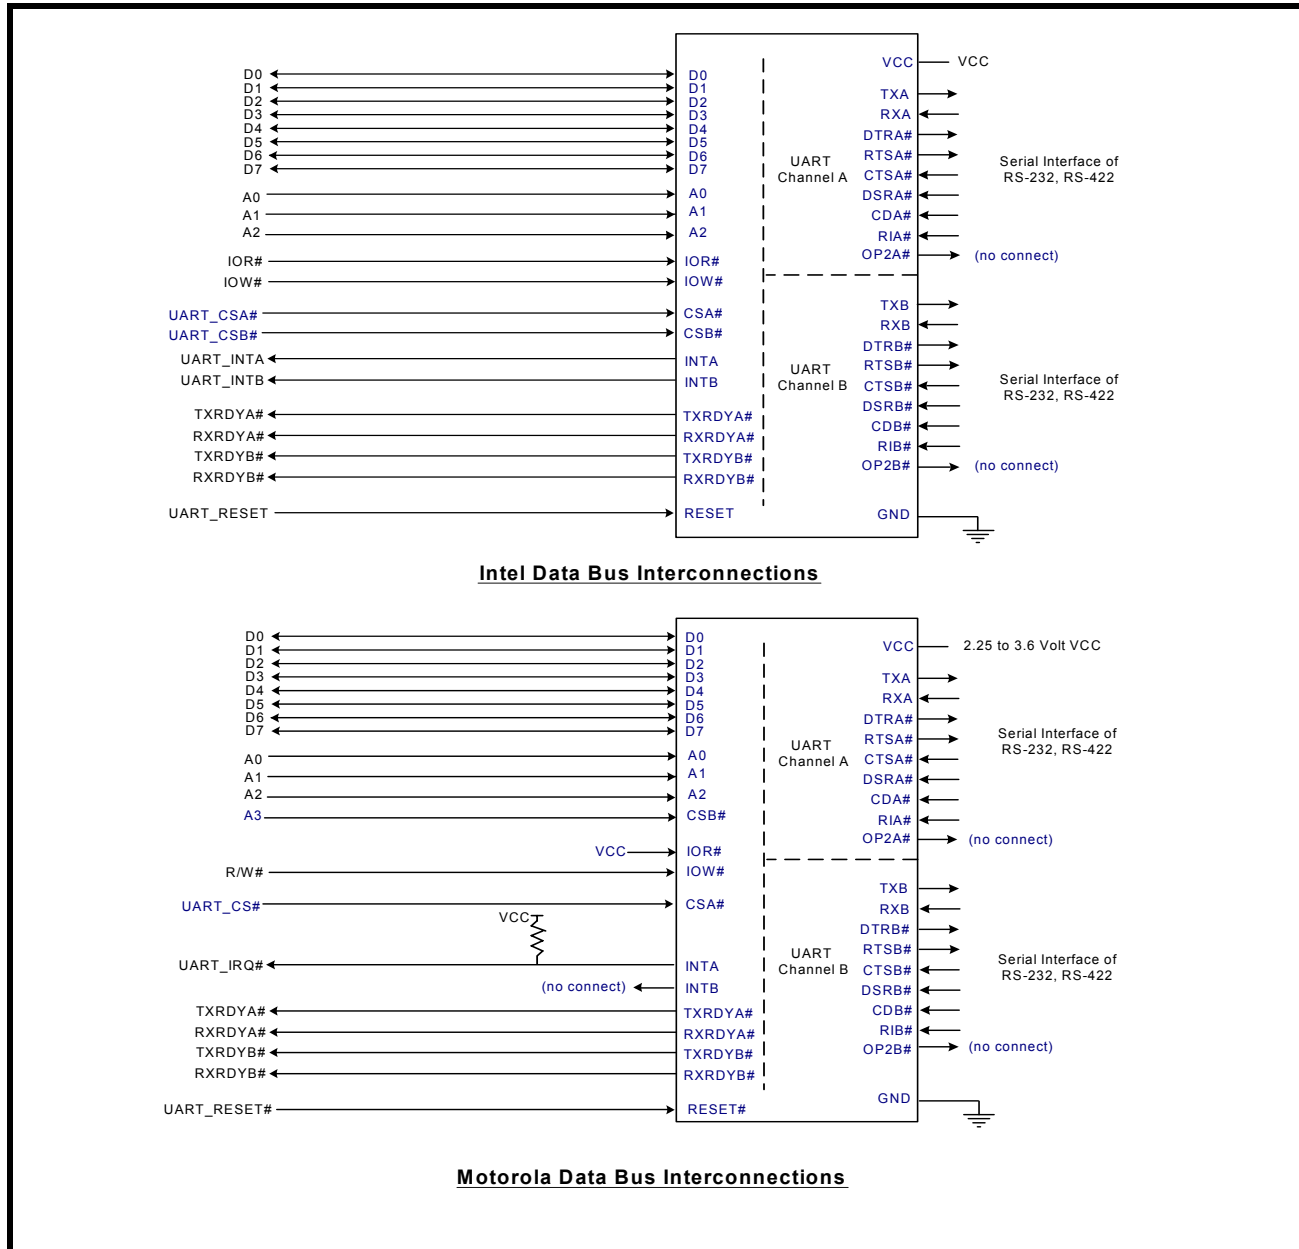 D0 D0
D1 D1
D2 D2
D3 D3
D4 D4
D5 D5
D6 D6
D7 D7
A0 A0
A1 A1
A2 A2
IOR# IOR#
IOW# IOW#
UART_CSA# CSA#
UART_CSB# CSB#
UART_INTA INTA
UART_INTB INTB
TXRDYA# TXRDYA#
RXRDYA# RXRDYA#
TXRDYB# TXRDYB#
RXRDYB# RXRDYB#
UART_RESET RESET
UART
Channel A
UART
Channel B
VCC VCC
TXA
RXA
DTRA#
RTSA#
CTSA#
DSRA#
CDA#
RIA#
OP2A# (no connect)
Serial Interface of
RS-232, RS-422
TXB
RXB
DTRB#
RTSB#
CTSB#
DSRB#
CDB#
RIB#
OP2B# (no connect)
Serial Interface of
RS-232, RS-422
GND
Intel Data Bus Interconnections
D0 D0
D1 D1
D2 D2
D3 D3
D4 D4
D5 D5
D6 D6
D7 D7
A0 A0
A1 A1
A2 A2
A3 CSB#
VCC IOR#
R/W# IOW#
UART_CS# CSA#
VCC
UART_IRQ# INTA
(no connect) INTB
TXRDYA# TXRDYA#
RXRDYA# RXRDYA#
TXRDYB# TXRDYB#
RXRDYB# RXRDYB#
UART_RESET# RESET#
UART
Channel A
UART
Channel B
VCC 2.25 to 3.6 Volt VCC
TXA
RXA
DTRA#
RTSA#
CTSA#
DSRA#
CDA#
RIA#
OP2A# (no connect)
Serial Interface of
RS-232, RS-422
TXB
RXB
DTRB#
RTSB#
CTSB#
DSRB#
CDB#
RIB#
OP2B# (no connect)
Serial Interface of
RS-232, RS-422
GND
Motorola Data Bus Interconnections